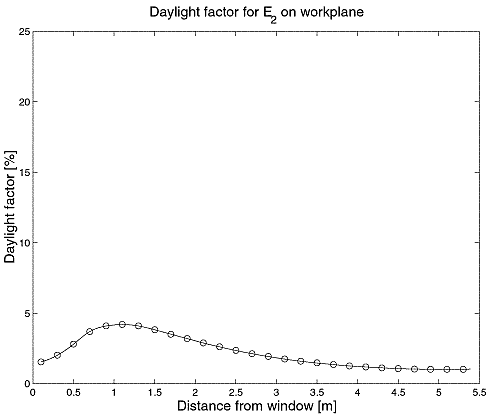 Daylight factor for E2 on workplane
25
20
15
10
5
0
Daylight factor [%]
0 0.5 1 1.5 2 2.5 3 3.5 4 4.5 5 5.5
Distance from window [m]